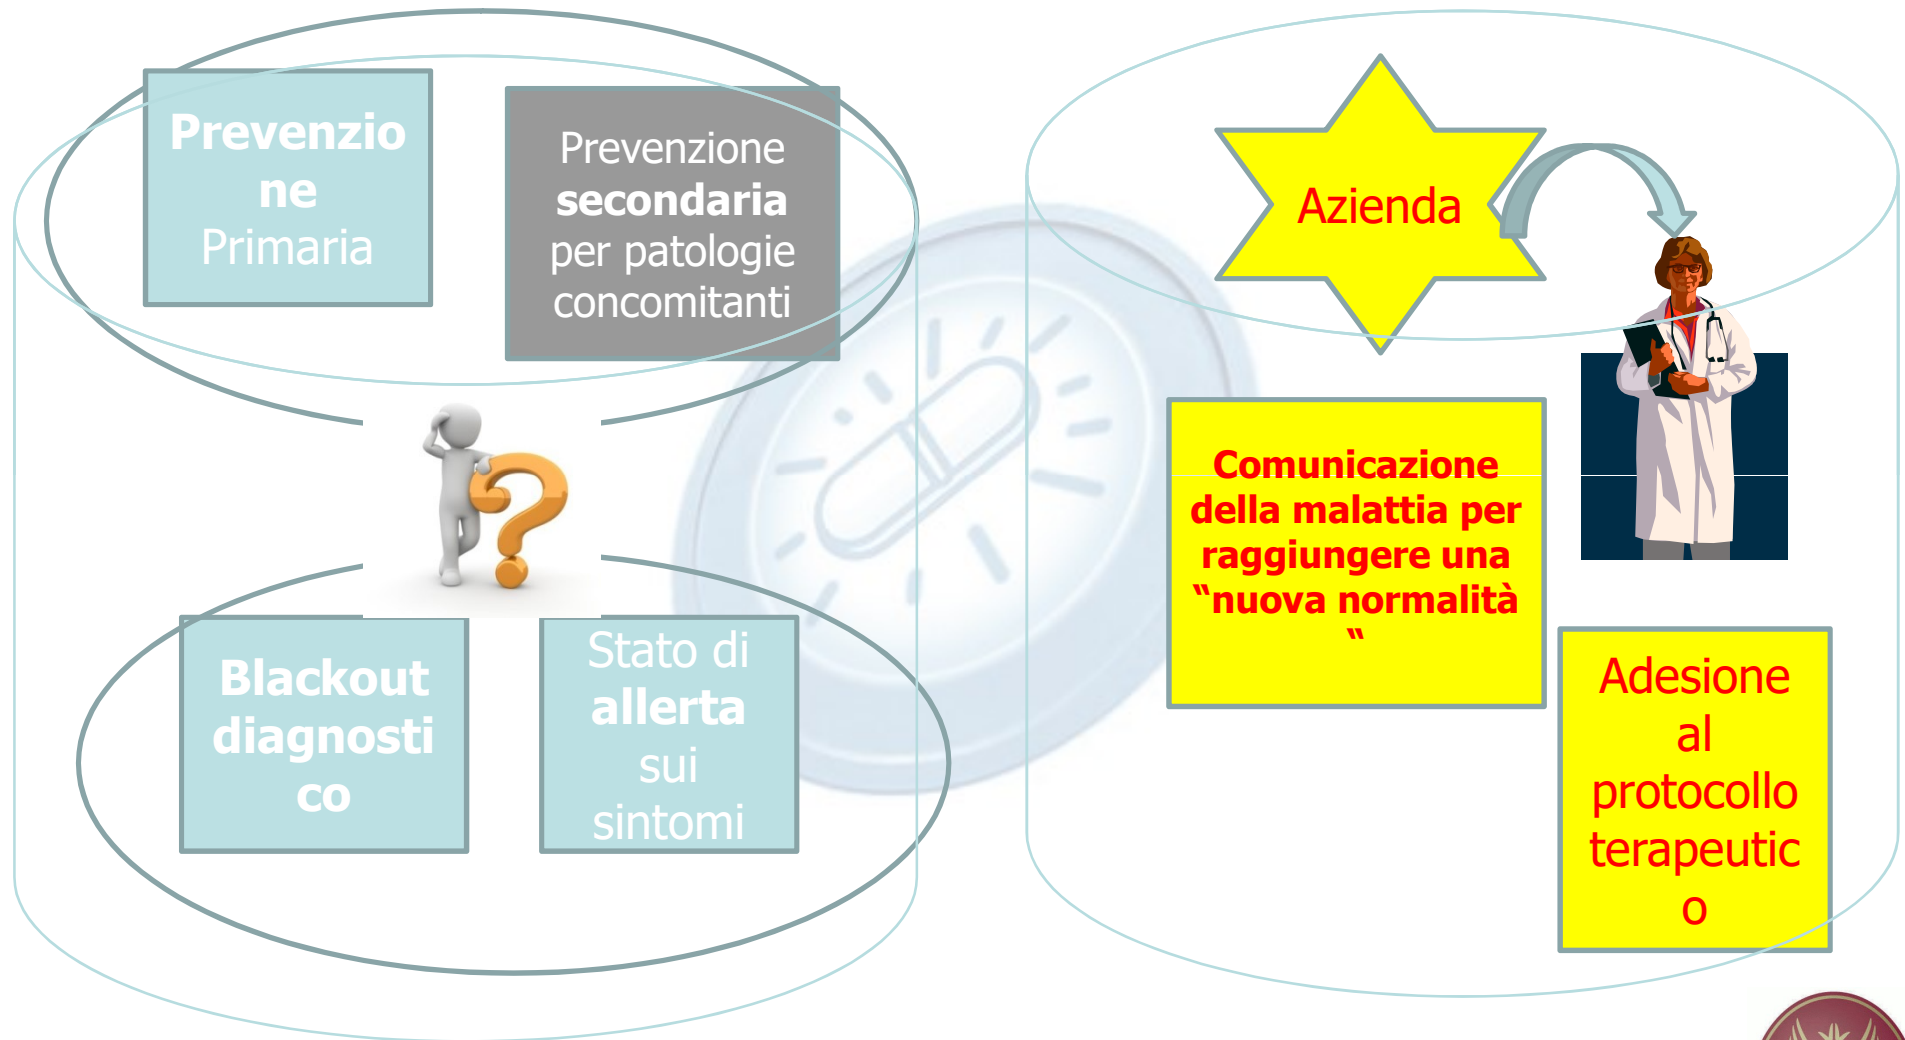 Prevenzio
ne
Primaria
Prevenzione
secondaria
per patologie
concomitanti
Blackout
diagnosti
co
Stato di
allerta
sui
sintomi
Azienda
Comunicazione
della malattia per
raggiungere una
‟nuova normalità
‟
Adesione
al
protocollo
terapeutic
o